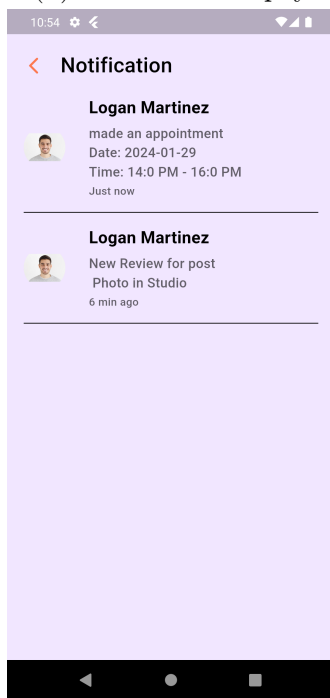 10:54
Notification
Logan Martinez
made an appointment
Date: 2024-01-29
Time: 14:0 PM - 16:0 PM
Just now
Logan Martinez
New Review for post
Photo in Studio
6 min ago